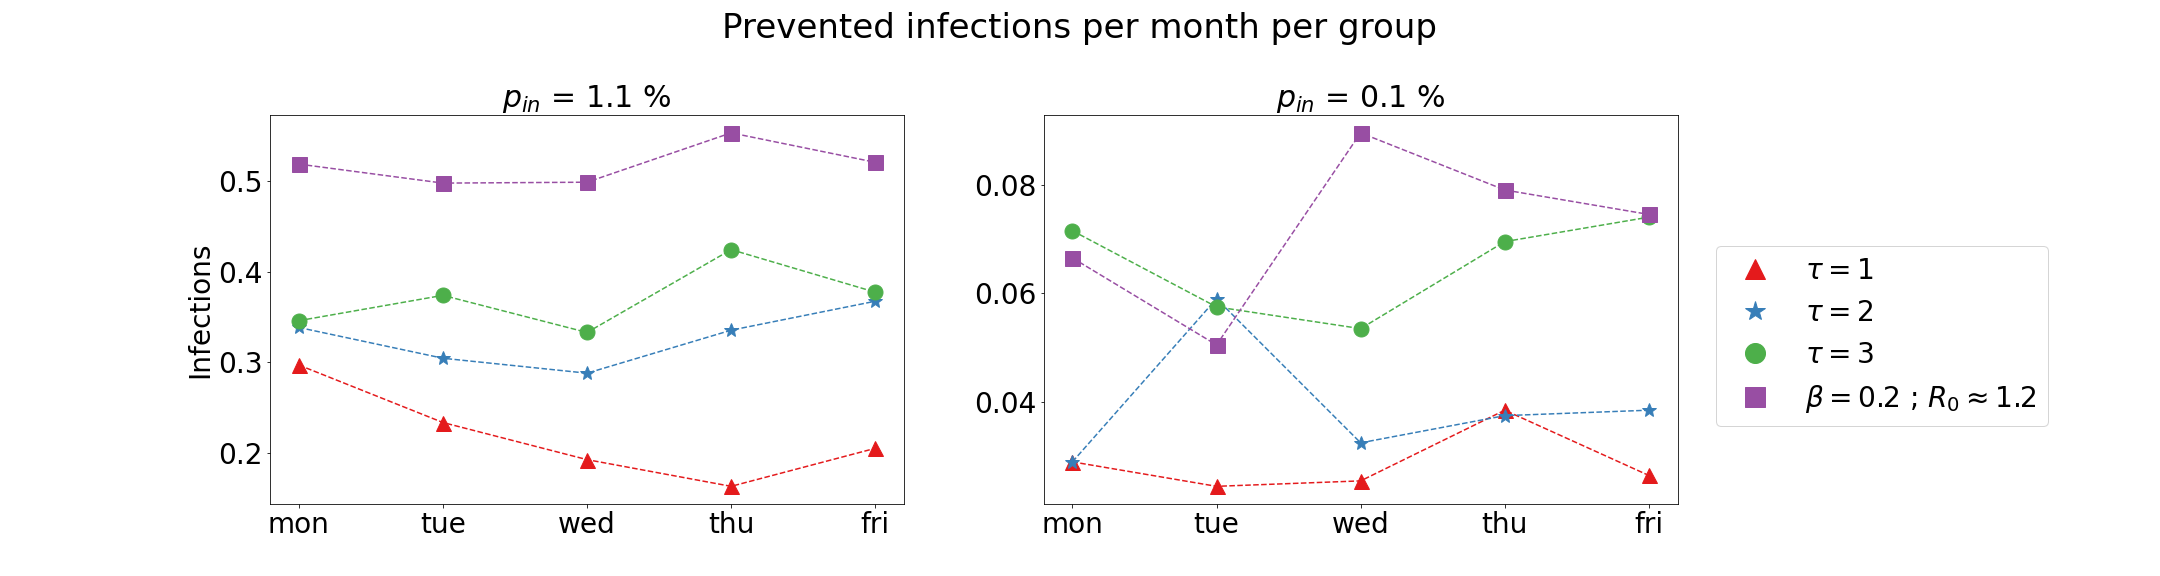 Prevented infections per month per group
p_in = 1.1 %
p_in = 0.1 %
Infections
0.5
0.4
0.3
0.2
mon tue wed thu fri
0.08
0.06
0.04
mon tue wed thu fri
τ = 1
τ = 2
τ = 3
β = 0.2 ; R_0 ≈ 1.2